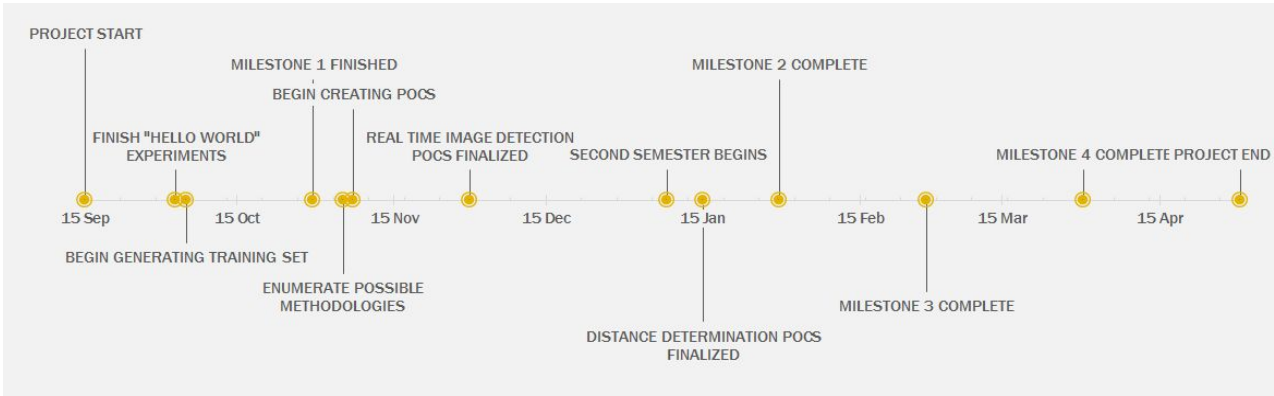 PROJECT START
MILESTONE 1 FINISHED
MILESTONE 2 COMPLETE
BEGIN CREATING POCS
FINISH "HELLO WORLD"
EXPERIMENTS
REAL TIME IMAGE DETECTION
POCS FINALIZED
SECOND SEMESTER BEGINS
MILESTONE 4 COMPLETE
PROJECT END
15 Sep
15 Oct
15 Nov
15 Dec
15 Jan
15 Feb
15 Mar
15 Apr
BEGIN GENERATING TRAINING SET
ENUMERATE POSSIBLE
METHODOLOGIES
MILESTONE 3 COMPLETE
DISTANCE DETERMINATION POCS
FINALIZED